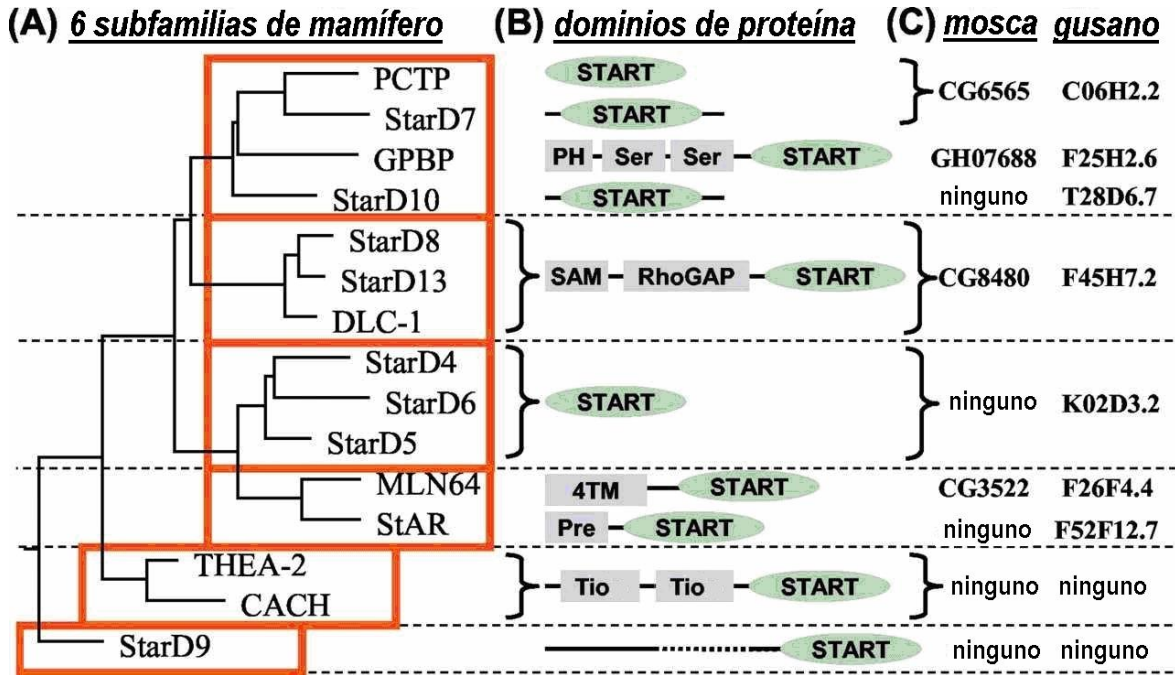 (A) 6 subfamilias de mamífero (B) dominios de proteína (C) mosca gusano
PCTP START
CG6565 C06H2.2
StarD7 START
GPBP PH Ser Ser START GH07688 F25H2.6
StarD10 START ninguno T28D6.7
StarD8
StarD13 SAM RhoGAP START CG8480 F45H7.2
DLC-1
StarD4
StarD6 START ninguno K02D3.2
StarD5
MLN64 4TM START CG3522 F26F4.4
StAR Pre START ninguno F52F12.7
THEA-2
Tio Tio START ninguno ninguno
CACH
StarD9 START ninguno ninguno